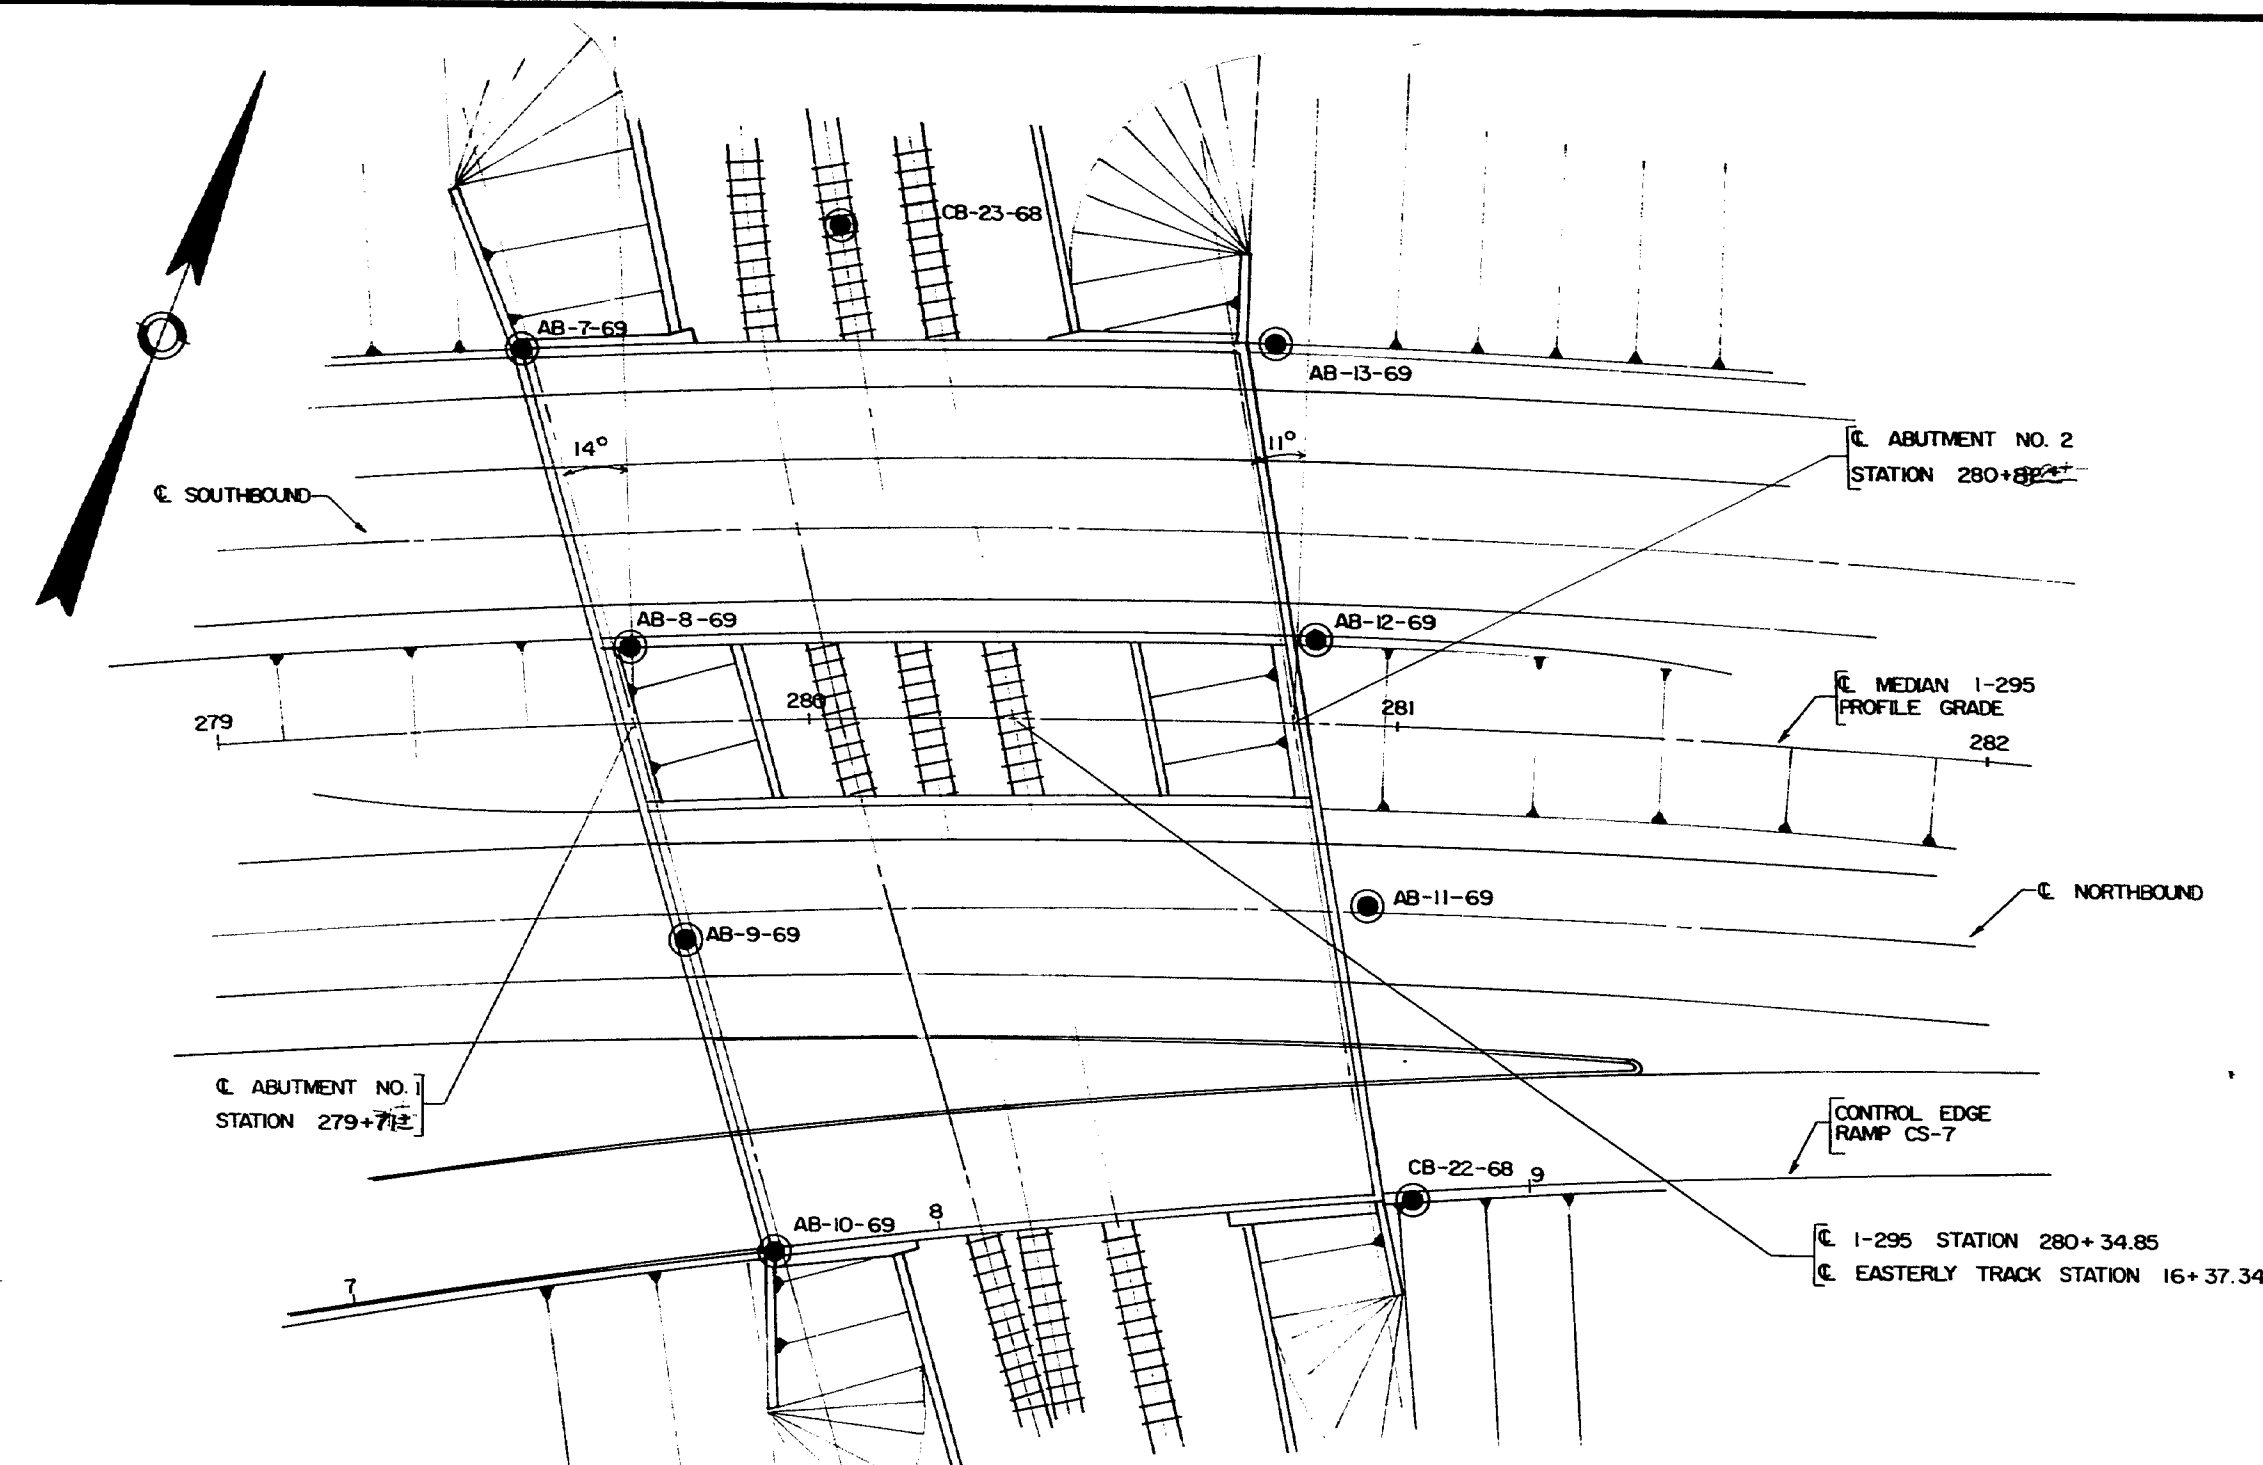 CB-23-68
AB-7-69
AB-13-69
14°
11°
℄ ABUTMENT NO. 2
STATION 280+
℄ SOUTHBOUND
AB-8-69
AB-12-69
℄ MEDIAN I-295
PROFILE GRADE
279
280
281
282
℄ NORTHBOUND
AB-11-69
AB-9-69
℄ ABUTMENT NO. 1
STATION 279+71±
CONTROL EDGE
RAMP CS-7
CB-22-68
9
AB-10-69
8
7
℄ I-295 STATION 280+34.85
℄ EASTERLY TRACK STATION 16+37.34